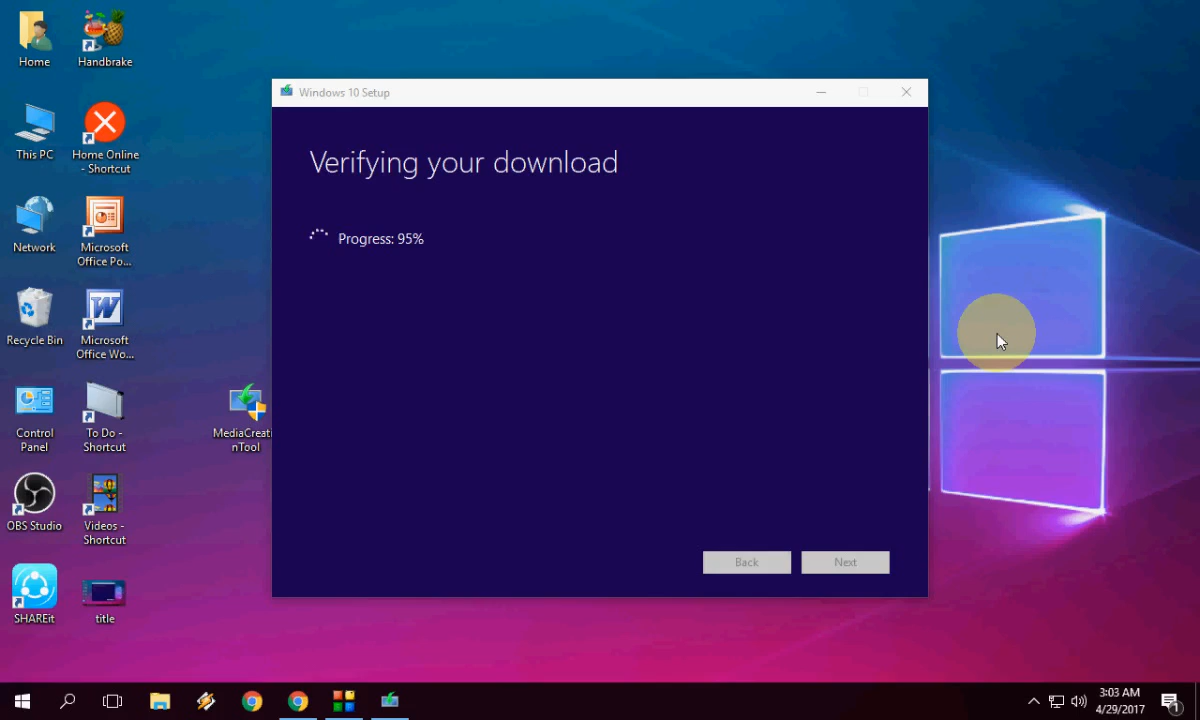 Home
Handbrake
This PC
Home Online
- Shortcut
Network
Microsoft
Office Po...
Recycle Bin
Microsoft
Office Wo...
Control
Panel
To Do -
Shortcut
MediaCreati
nTool
OBS Studio
Videos -
Shortcut
SHAREit
title
Windows 10 Setup
Verifying your download
Progress: 95%
Back
Next
3:03 AM
4/29/2017
1